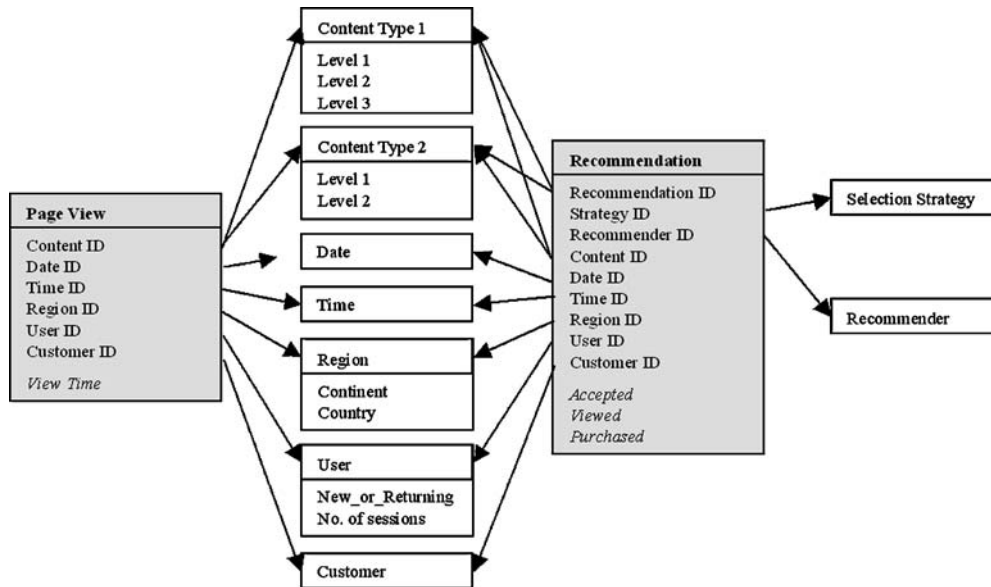 Page View
Content ID
Date ID
Time ID
Region ID
User ID
Customer ID
View Time
Content Type 1
Level 1
Level 2
Level 3
Content Type 2
Level 1
Level 2
Date
Time
Region
Continent
Country
User
New_or_Returning
No. of sessions
Customer
Recommendation
Recommendation ID
Strategy ID
Recommender ID
Content ID
Date ID
Time ID
Region ID
User ID
Customer ID
Accepted
Viewed
Purchased
Selection Strategy
Recommender